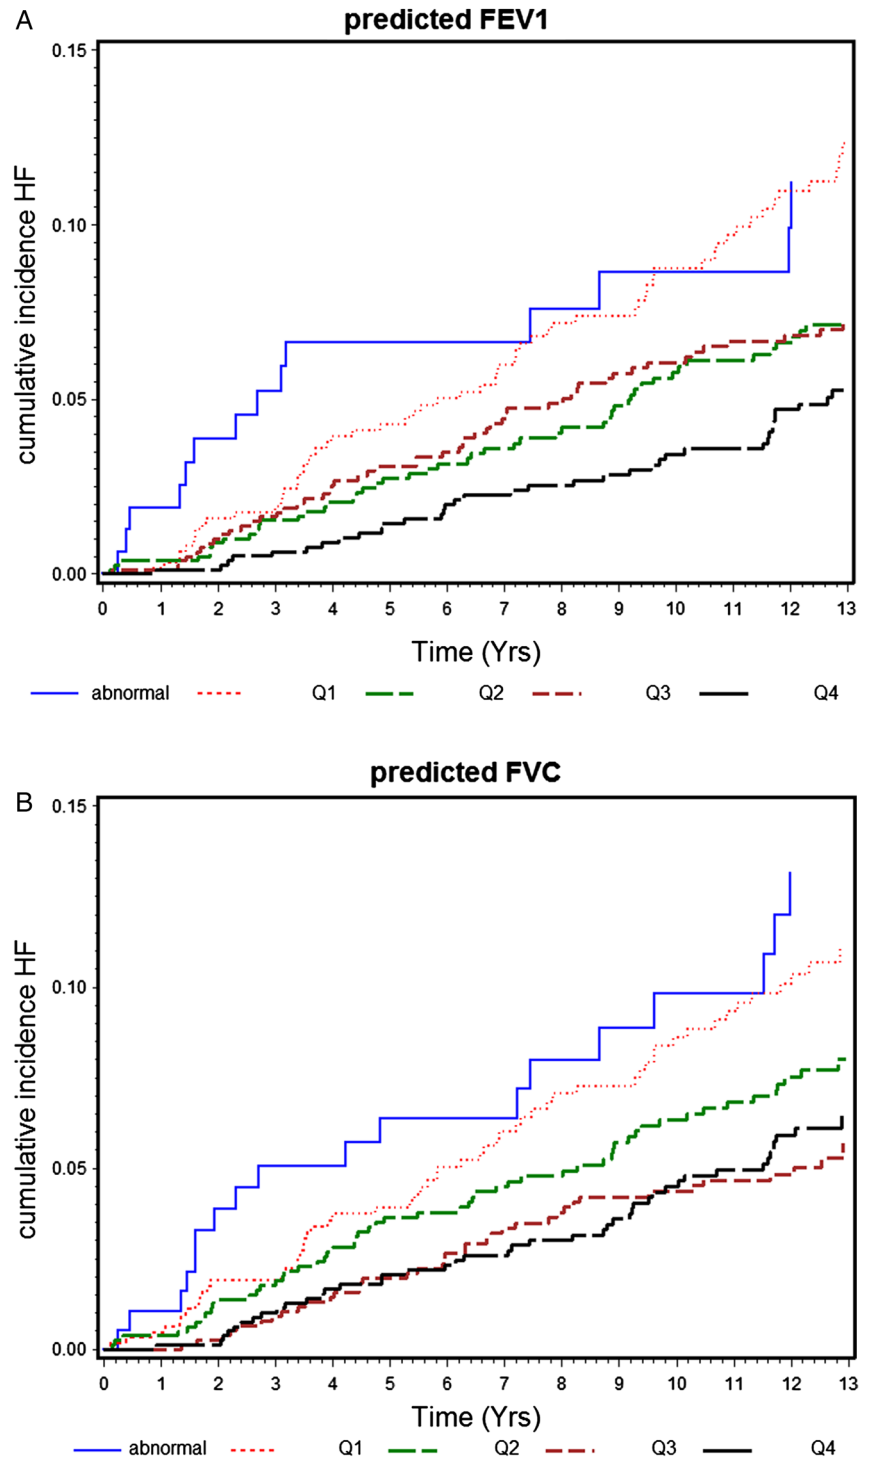 A
predicted FEV1
0.15
0.10
0.05
0.00
cumulative incidence HF
0 1 2 3 4 5 6 7 8 9 10 11 12 13
Time (Yrs)
abnormal Q1 Q2 Q3 Q4
predicted FVC
B
0.15
0.10
0.05
0.00
cumulative incidence HF
0 1 2 3 4 5 6 7 8 9 10 11 12 13
Time (Yrs)
abnormal Q1 Q2 Q3 Q4